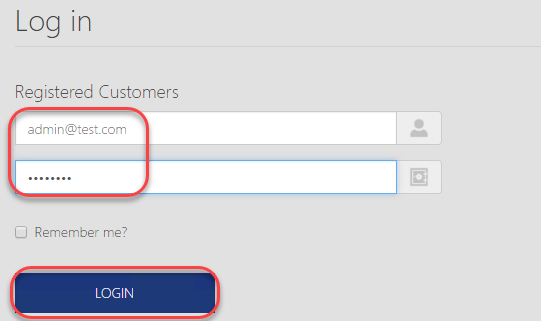 Log in
Registered Customers
admin@test.com
••••••••
Remember me?
LOGIN